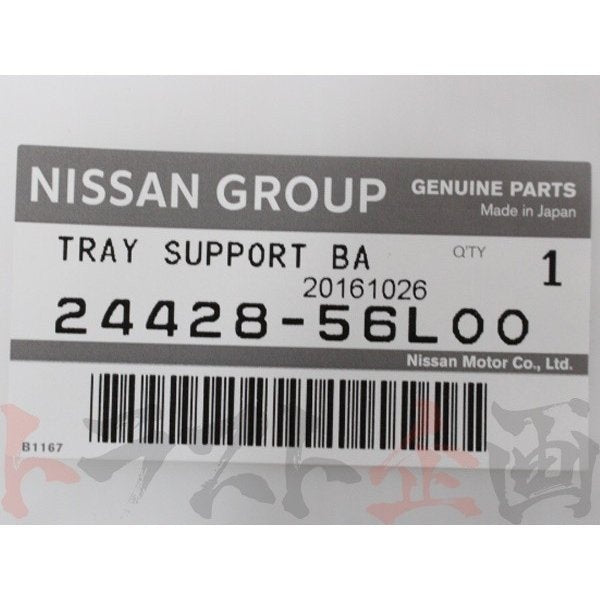 NISSAN GROUP
GENUINE PARTS
Made in Japan
TRAY SUPPORT BA
Q'TY 1
20161026
24428-56L00
Nissan Motor Co., Ltd.
B1167
トラスト企画